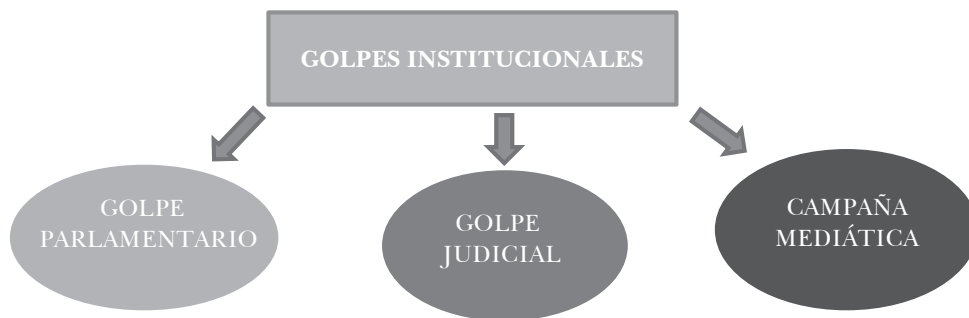 GOLPES INSTITUCIONALES
GOLPE
PARLAMENTARIO
GOLPE
JUDICIAL
CAMPAÑA
MEDIÁTICA